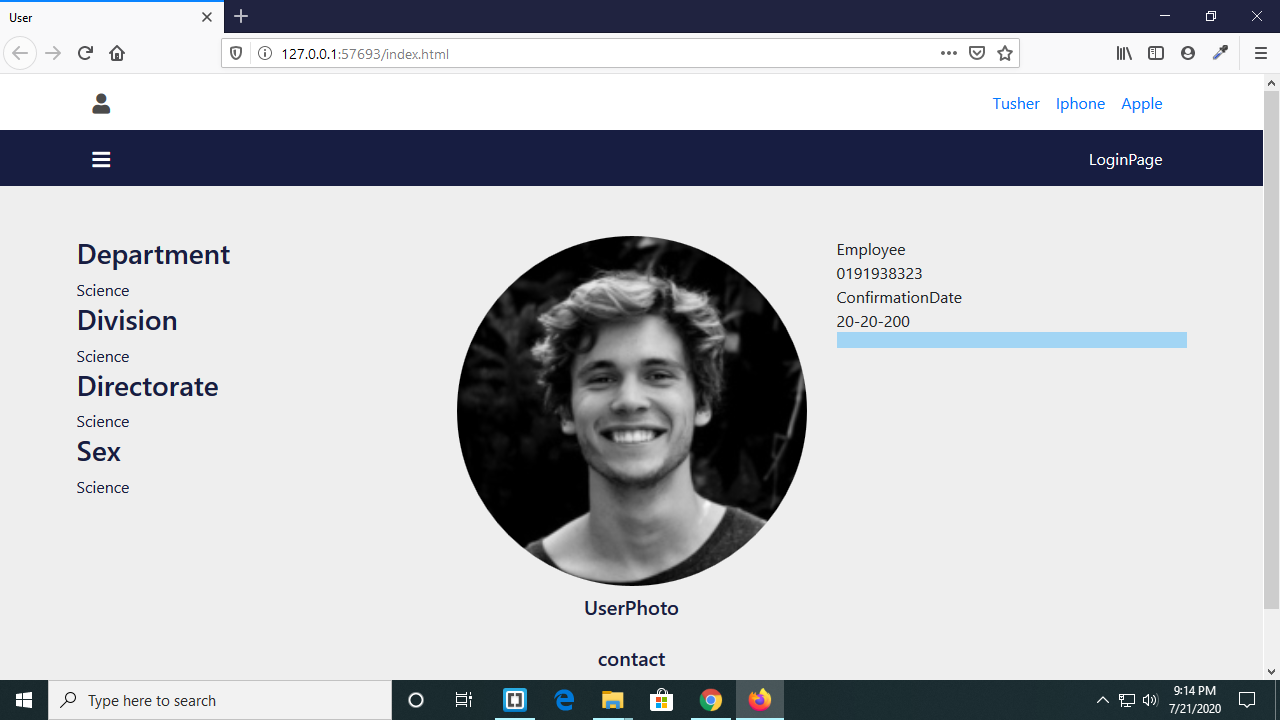 User
127.0.0.1:57693/index.html
Tusher Iphone Apple
LoginPage
Department
Science
Division
Science
Directorate
Science
Sex
Science
UserPhoto
contact
Employee
0191938323
ConfirmationDate
20-20-200
Type here to search
9:14 PM
7/21/2020